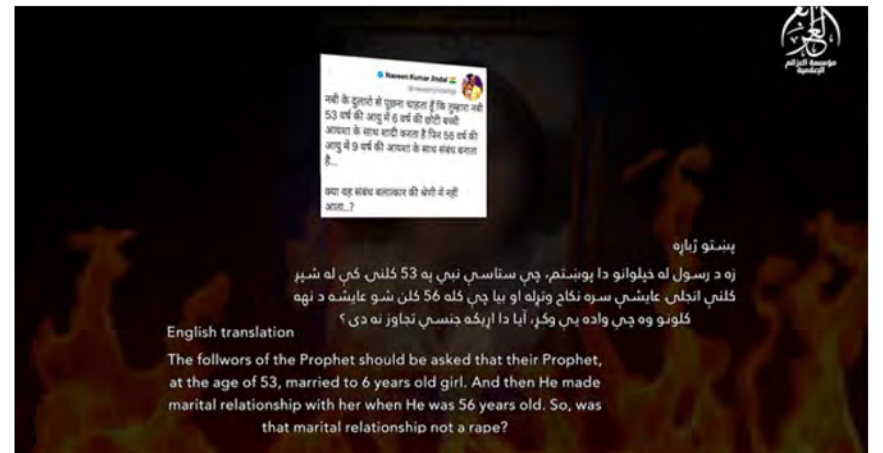 العزائم
مؤسسة العزائم
الإعلامية
Naveen Kumar Jindal
नबी के दुलारो से पूछना चाहता हूँ कि तुम्हारा नबी
53 वर्ष की आयु में 6 वर्ष की छोटी बच्ची
आयशा के साथ शादी करता है फिर 56 वर्ष की
आयु में 9 वर्ष की आयशा के साथ संबंध बनाता
है...
क्या वह संबंध बलात्कार की श्रेणी में नहीं
आता..?
پښتو ژباړه
زه د رسول له خپلوانو دا پوښتم، چې ستاسې نبي په 53 کلنۍ کې له شپږ
کلنې انجلۍ عایشې سره نکاح وتړله او بیا چې کله 56 کلن شو عایشه د نهه
کلونو وه چې واده یې وکړ، آیا دا اړیکه جنسي تجاوز نه دی ؟
English translation
The follwors of the Prophet should be asked that their Prophet,
at the age of 53, married to 6 years old girl. And then He made
marital relationship with her when He was 56 years old. So, was
that marital relationship not a rape?